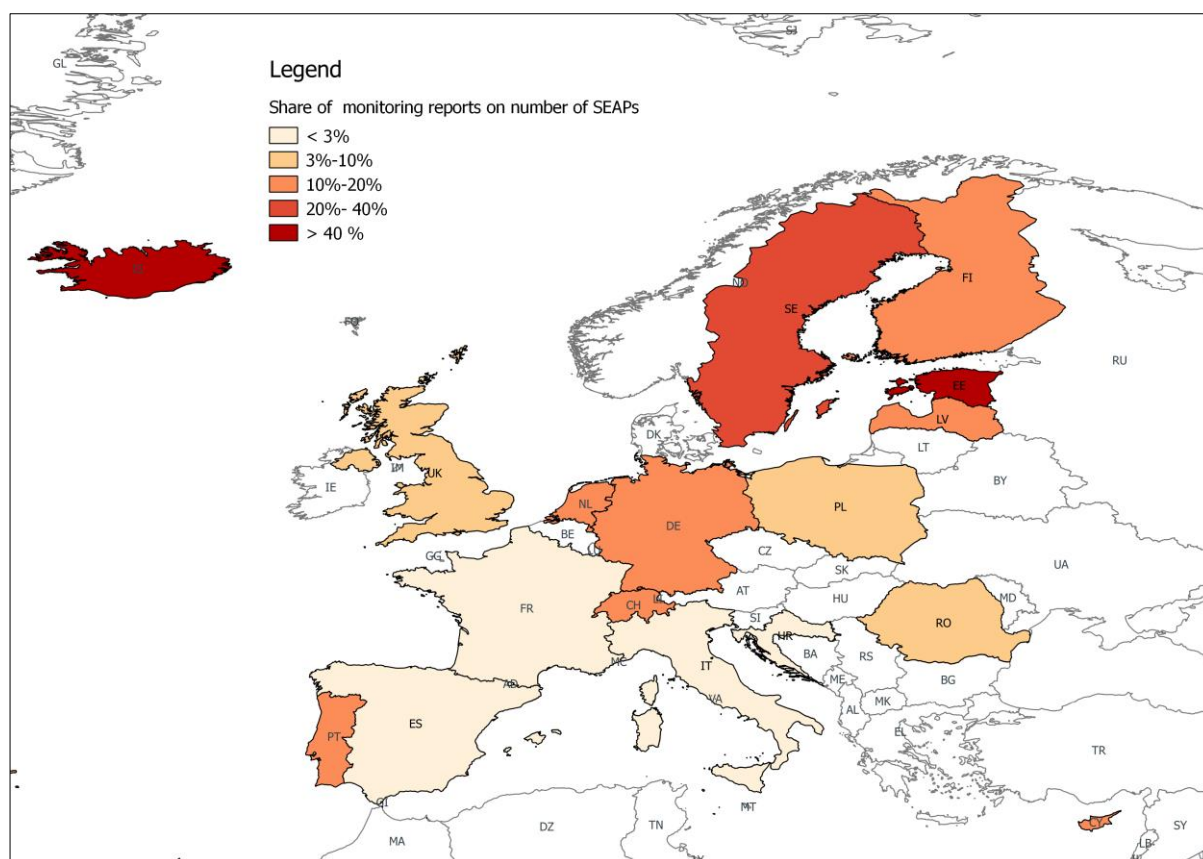 SJ
GL
Legend
Share of monitoring reports on number of SEAPs
< 3%
3%-10%
10%-20%
20%- 40%
> 40 %
NO
SE
FI
RU
EE
LV
LT
DK
IM
UK
IE
BY
NL
DE
PL
BE
GG
CZ
SK
UA
FR
CH
AT
HU
MD
SI
RO
HR
MC
IT
BA
RS
AD
VA
ME
BG
MK
AL
ES
PT
EL
TR
GI
MT
MA
DZ
TN
SY
LB